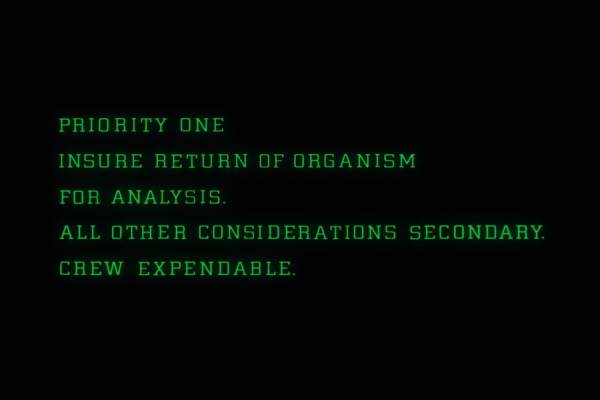 PRIORITY ONE
INSURE RETURN OF ORGANISM
FOR ANALYSIS.
ALL OTHER CONSIDERATIONS SECONDARY.
CREW EXPENDABLE.